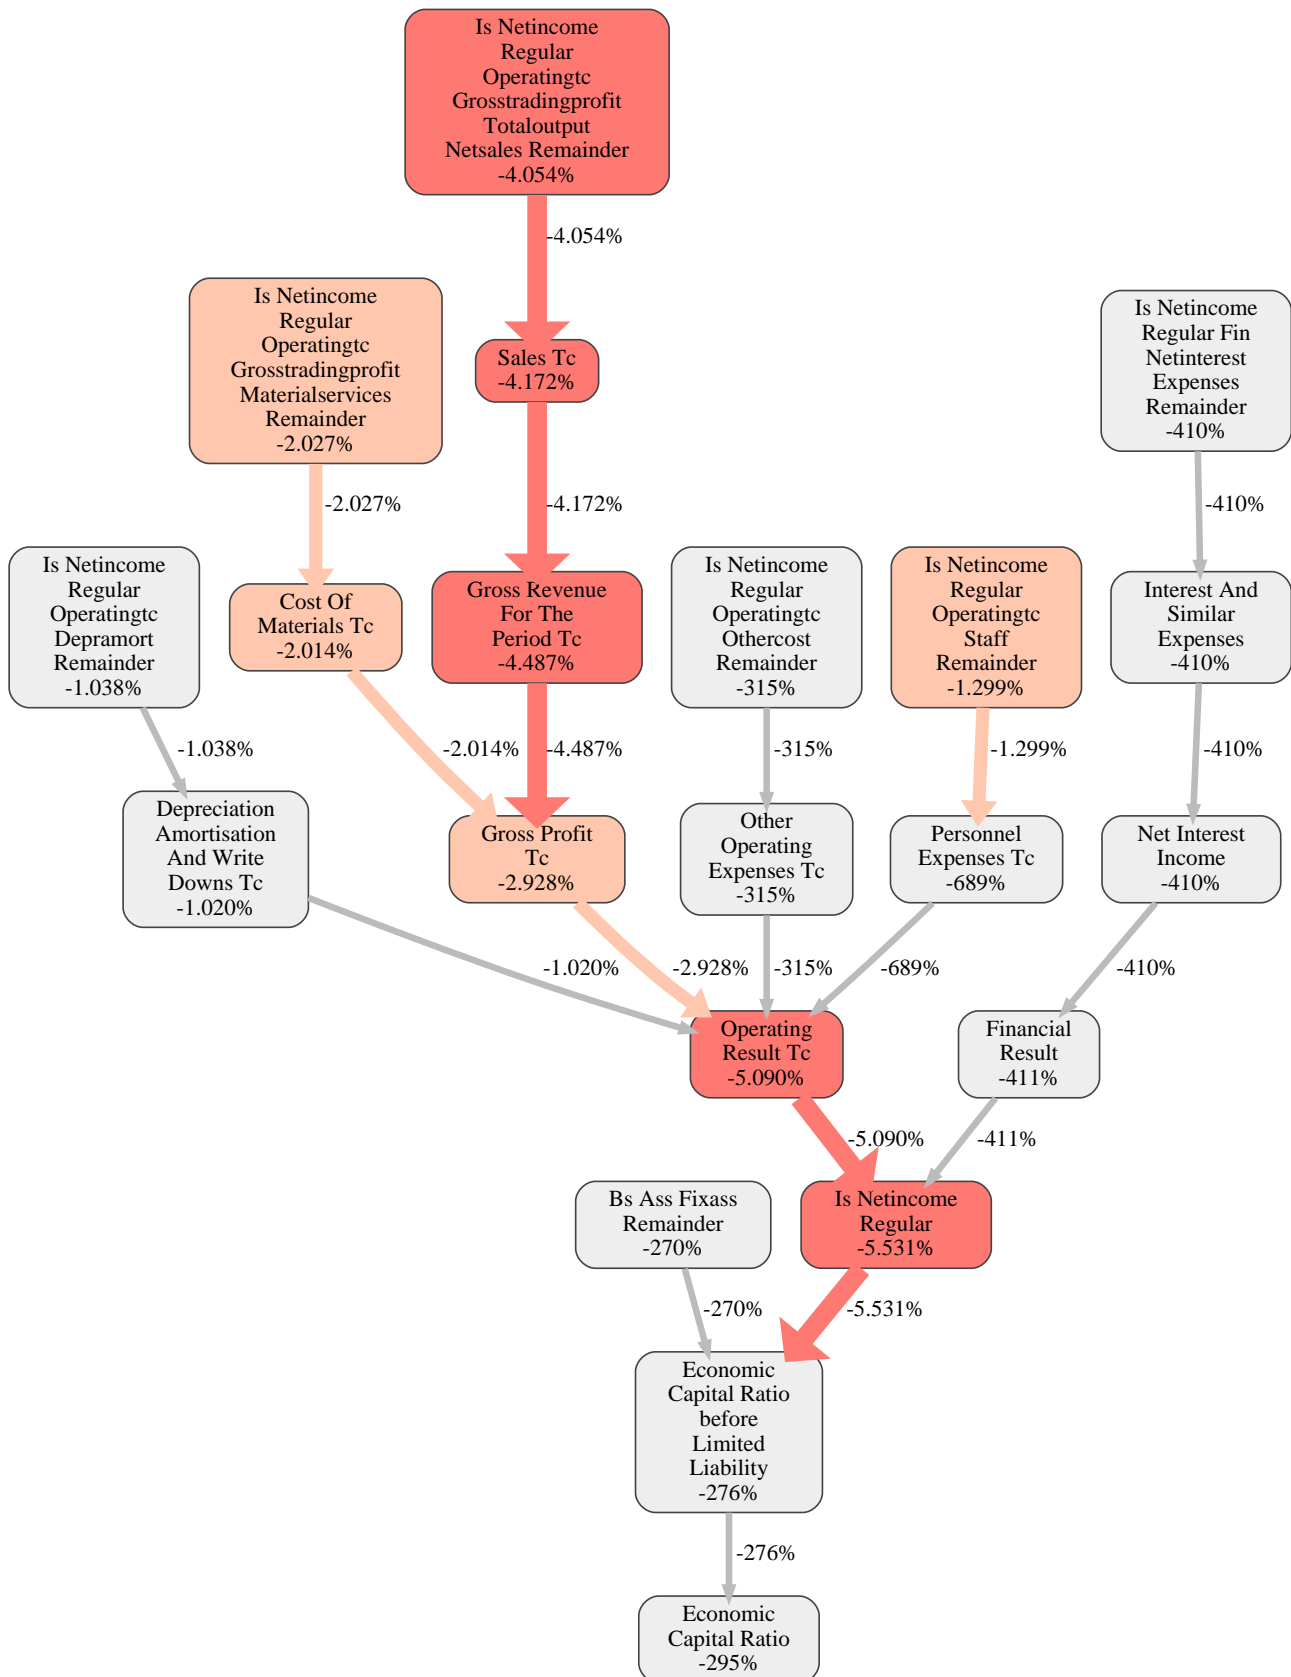 Is Netincome
Regular
Operatingtc
Grosstradingprofit
Totaloutput
Netsales Remainder
-4.054%
-4.054%
Is Netincome
Regular
Operatingtc
Grosstradingprofit
Materialservices
Remainder
-2.027%
Is Netincome
Regular Fin
Netinterest
Expenses
Remainder
-410%
Sales Tc
-4.172%
-2.027%
-4.172%
-410%
Is Netincome
Regular
Operatingtc
Depramort
Remainder
-1.038%
Cost Of
Materials Tc
-2.014%
Gross Revenue
For The
Period Tc
-4.487%
Is Netincome
Regular
Operatingtc
Othercost
Remainder
-315%
Is Netincome
Regular
Operatingtc
Staff
Remainder
-1.299%
Interest And
Similar
Expenses
-410%
-1.038%
-2.014%
-4.487%
-315%
-1.299%
-410%
Depreciation
Amortisation
And Write
Downs Tc
-1.020%
Gross Profit
Tc
-2.928%
Other
Operating
Expenses Tc
-315%
Personnel
Expenses Tc
-689%
Net Interest
Income
-410%
-1.020%
-2.928%
-315%
-689%
-410%
Operating
Result Tc
-5.090%
Financial
Result
-411%
-5.090%
-411%
Bs Ass Fixass
Remainder
-270%
Is Netincome
Regular
-5.531%
-270%
-5.531%
Economic
Capital Ratio
before
Limited
Liability
-276%
-276%
Economic
Capital Ratio
-295%